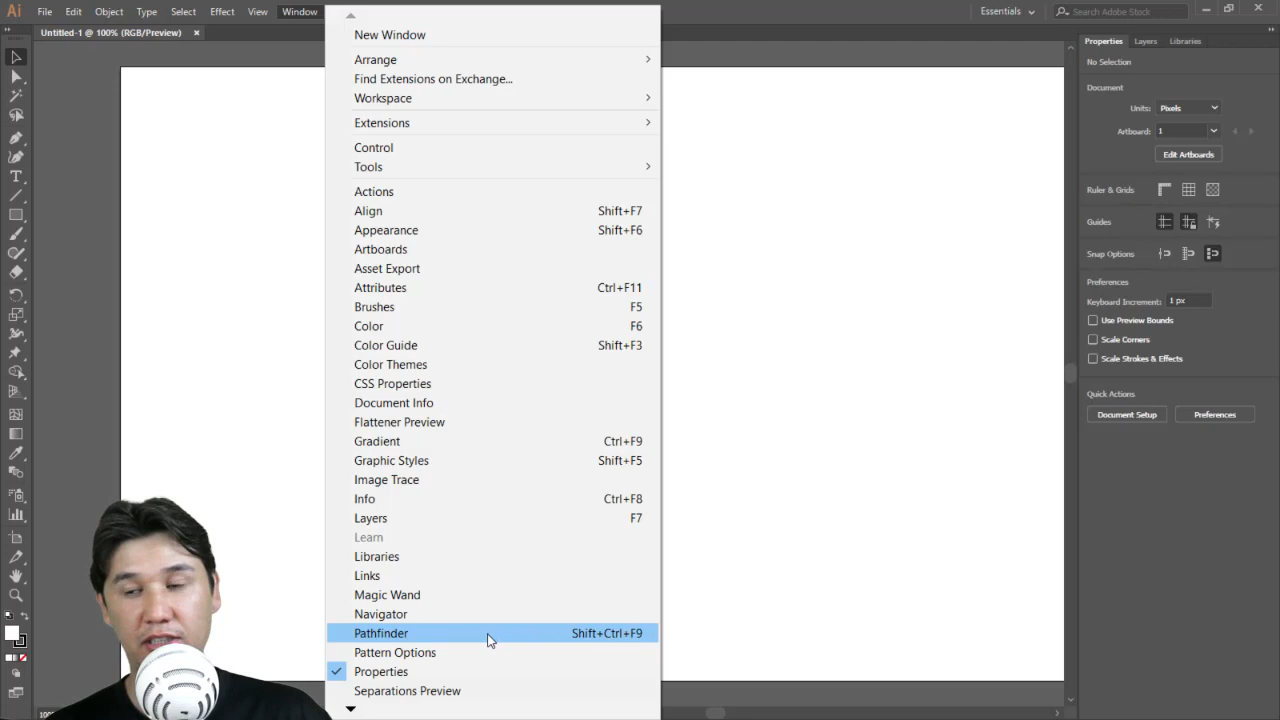 Ai File Edit Object Type Select Effect View Window Essentials Search Adobe Stock
Untitled-1 @ 100% (RGB/Preview) ×
New Window
Arrange
Find Extensions on Exchange...
Workspace
Extensions
Control
Tools
Actions
Align Shift+F7
Appearance Shift+F6
Artboards
Asset Export
Attributes Ctrl+F11
Brushes F5
Color F6
Color Guide Shift+F3
Color Themes
CSS Properties
Document Info
Flattener Preview
Gradient Ctrl+F9
Graphic Styles Shift+F5
Image Trace
Info Ctrl+F8
Layers F7
Learn
Libraries
Links
Magic Wand
Navigator
Pathfinder Shift+Ctrl+F9
Pattern Options
Properties
Separations Preview
Properties Layers Libraries
No Selection
Document
Units: Pixels
Artboard: 1
Edit Artboards
Ruler & Grids
Guides
Snap Options
Preferences
Keyboard Increment: 1 px
Use Preview Bounds
Scale Corners
Scale Strokes & Effects
Quick Actions
Document Setup Preferences